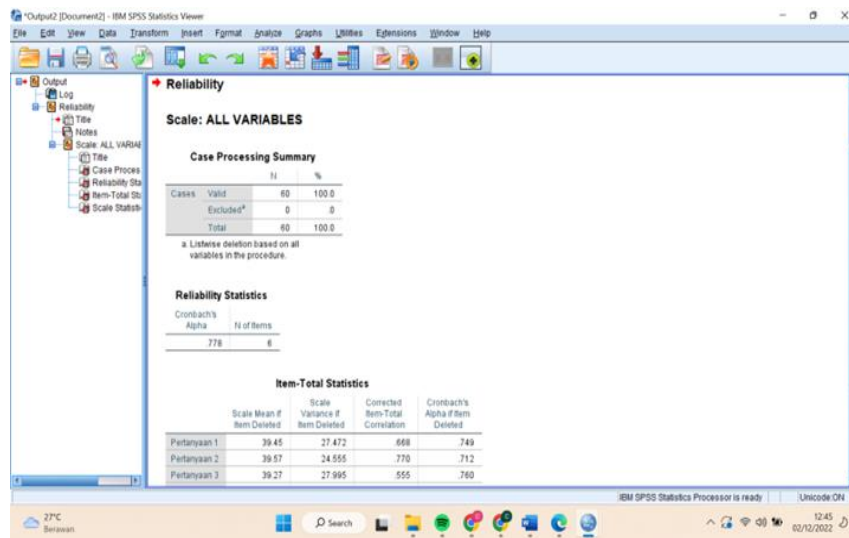 *Output2 [Document2] - IBM SPSS Statistics Viewer
File Edit View Data Transform Insert Format Analyze Graphs Utilities Extensions Window Help
Output
Log
Reliability
Title
Notes
Scale: ALL VARIAB
Title
Case Proces
Reliability Sta
Item-Total Sta
Scale Statisti
Reliability
Scale: ALL VARIABLES
Case Processing Summary
N %
Cases Valid 60 100.0
Excludedᵃ 0 .0
Total 60 100.0
a. Listwise deletion based on all
variables in the procedure.
Reliability Statistics
Cronbach's
Alpha N of Items
.778 6
Item-Total Statistics
Scale Mean if Item Deleted Scale Variance if Item Deleted Corrected Item-Total Correlation Cronbach's Alpha if Item Deleted
Pertanyaan 1 39.45 27.472 .668 .749
Pertanyaan 2 39.57 24.555 .770 .712
Pertanyaan 3 39.27 27.995 .555 .760
IBM SPSS Statistics Processor is ready Unicode:ON
27°C
Berawan
Search
12:45
02/12/2022